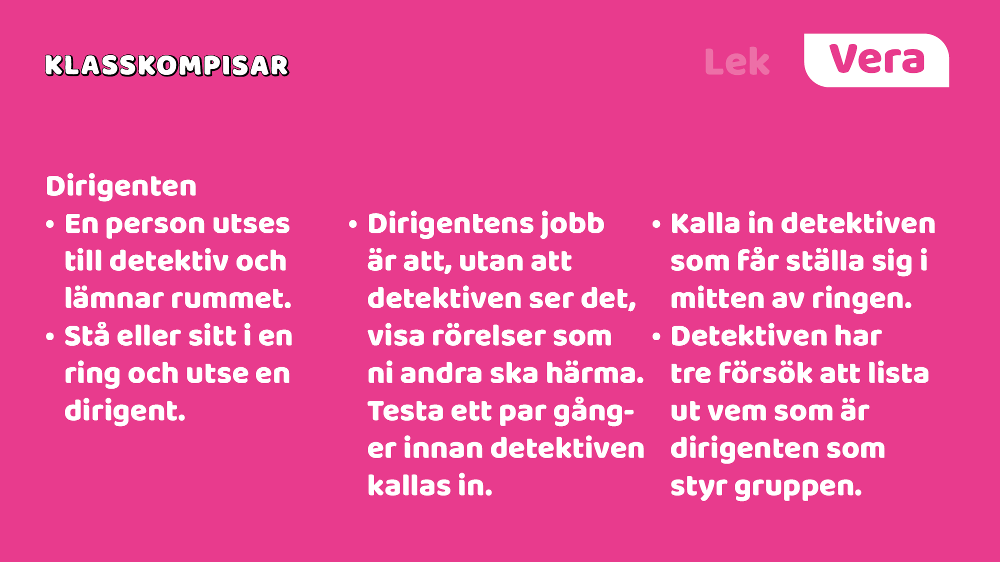 KLASSKOMPISAR
Lek
Vera
Dirigenten
• En person utses
till detektiv och
lämnar rummet.
• Stå eller sitt i en
ring och utse en
dirigent.
• Dirigentens jobb
är att, utan att
detektiven ser det,
visa rörelser som
ni andra ska härma.
Testa ett par gång-
er innan detektiven
kallas in.
• Kalla in detektiven
som får ställa sig i
mitten av ringen.
• Detektiven har
tre försök att lista
ut vem som är
dirigenten som
styr gruppen.